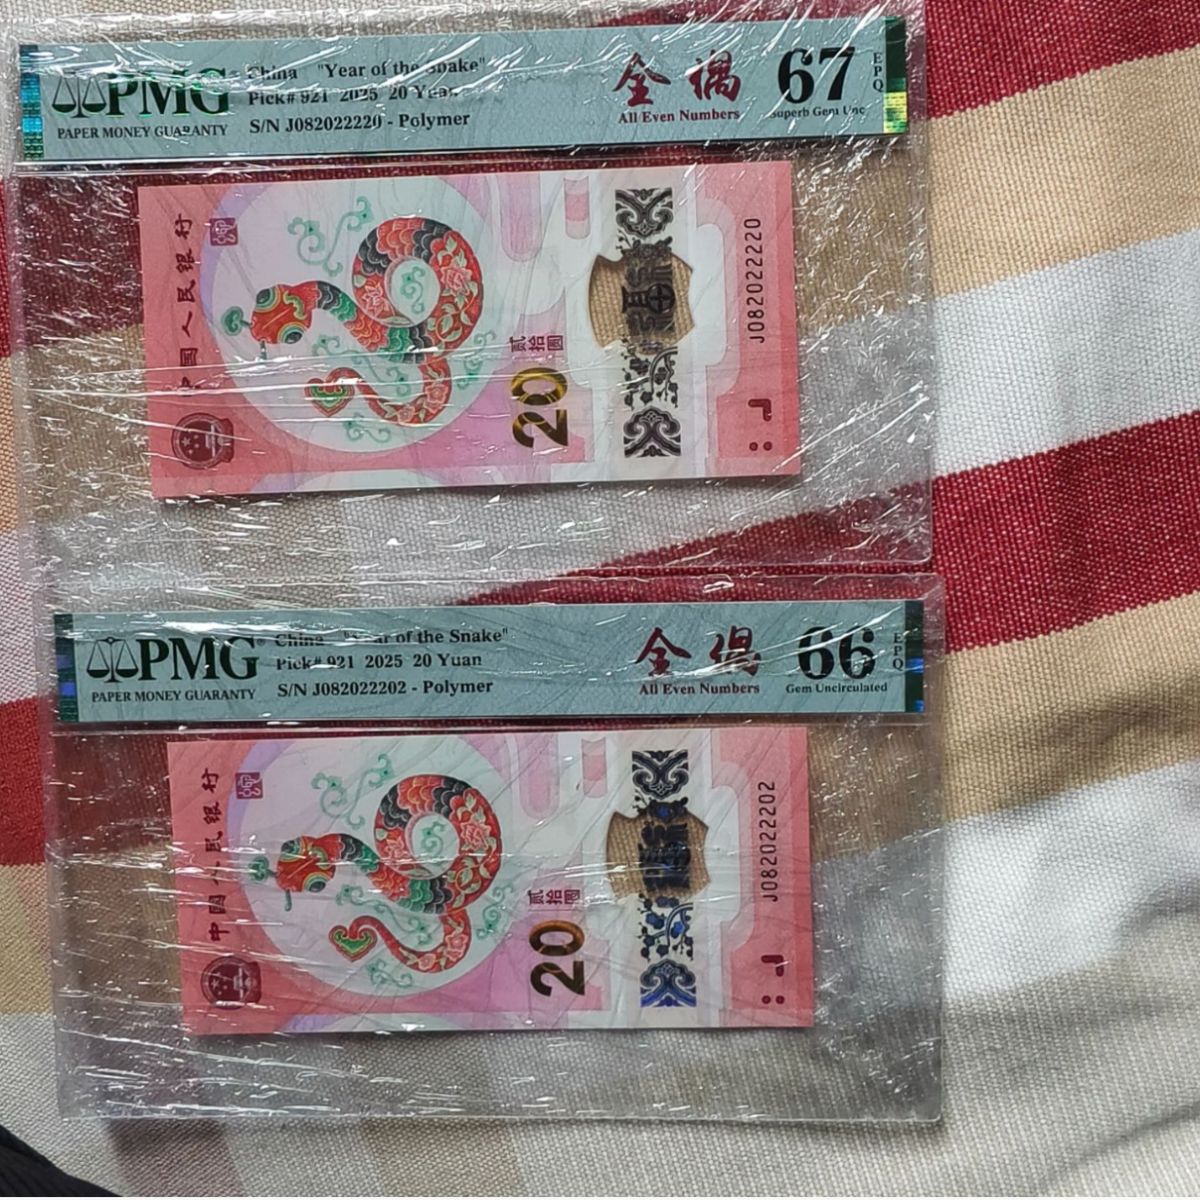 PMG
PAPER MONEY GUARANTY
China "Year of the Snake"
Pick# 921 2025 20 Yuan
S/N J082022220 - Polymer
全偶
All Even Numbers
67
Superb Gem Unc
EPQ
中国人民银行
贰拾圆
20
J082022220
PMG
PAPER MONEY GUARANTY
China "Year of the Snake"
Pick# 921 2025 20 Yuan
S/N J082022202 - Polymer
全偶
All Even Numbers
66
Gem Uncirculated
EPQ
中国人民银行
贰拾圆
20
J082022202